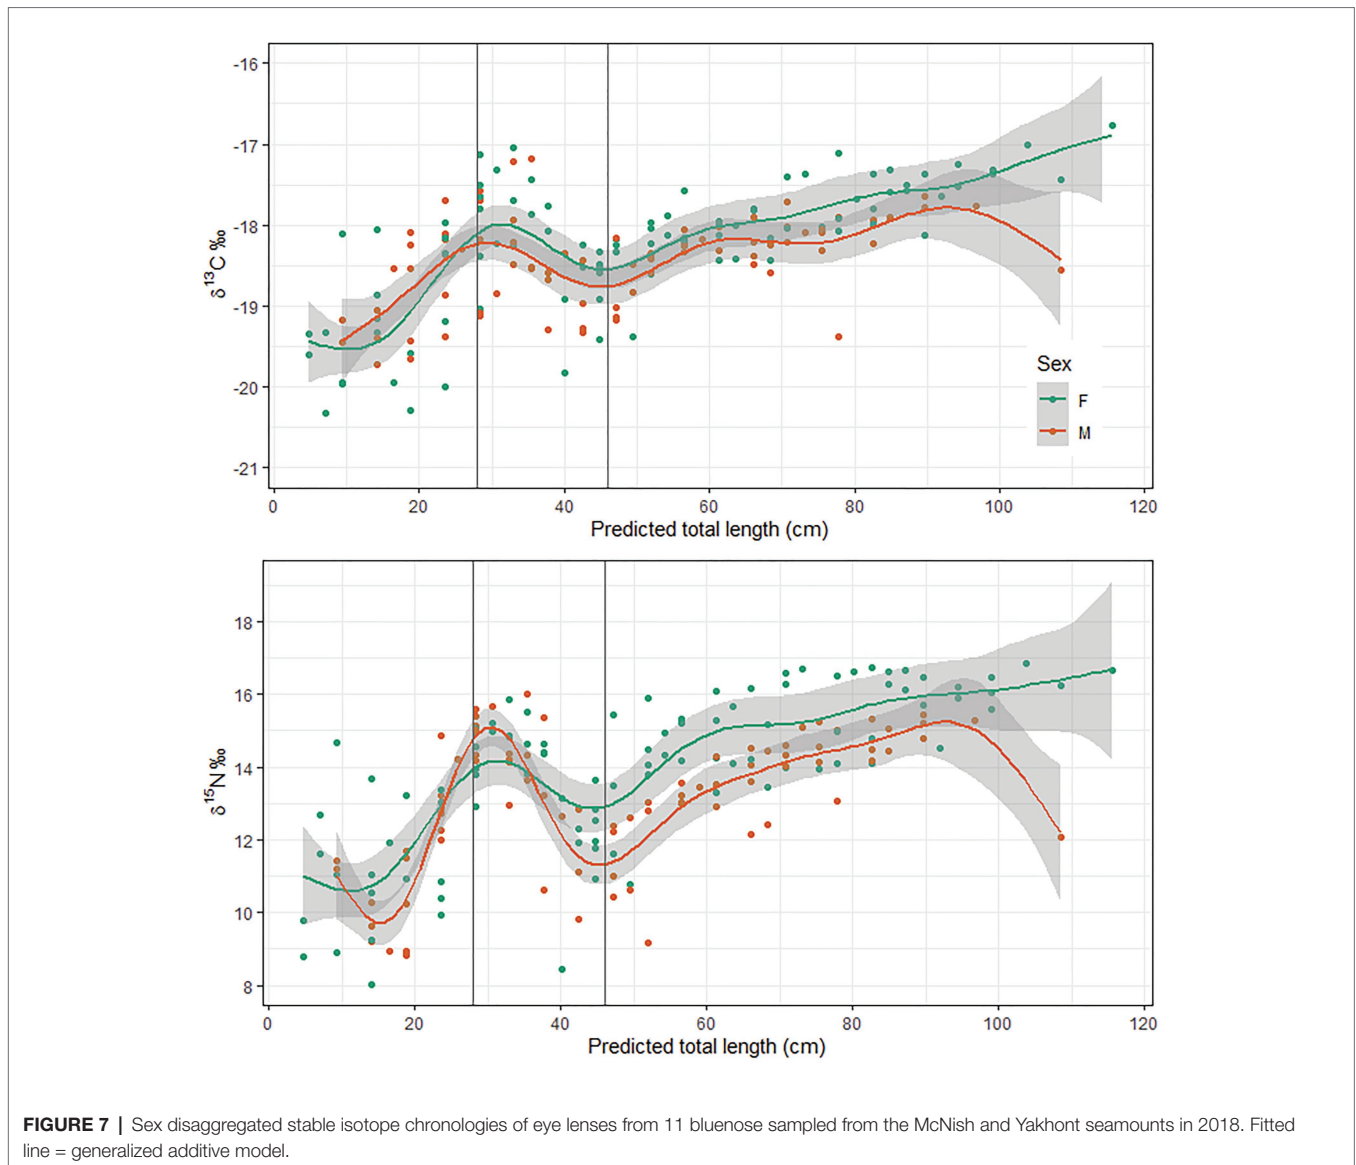 -16
-17
-18
-19
-20
-21
δ13C‰
Sex
F
M
0 20 40 60 80 100 120
Predicted total length (cm)
18
16
14
12
10
8
δ15N‰
0 20 40 60 80 100 120
Predicted total length (cm)
FIGURE 7 | Sex disaggregated stable isotope chronologies of eye lenses from 11 bluenose sampled from the McNish and Yakhont seamounts in 2018. Fitted
line = generalized additive model.